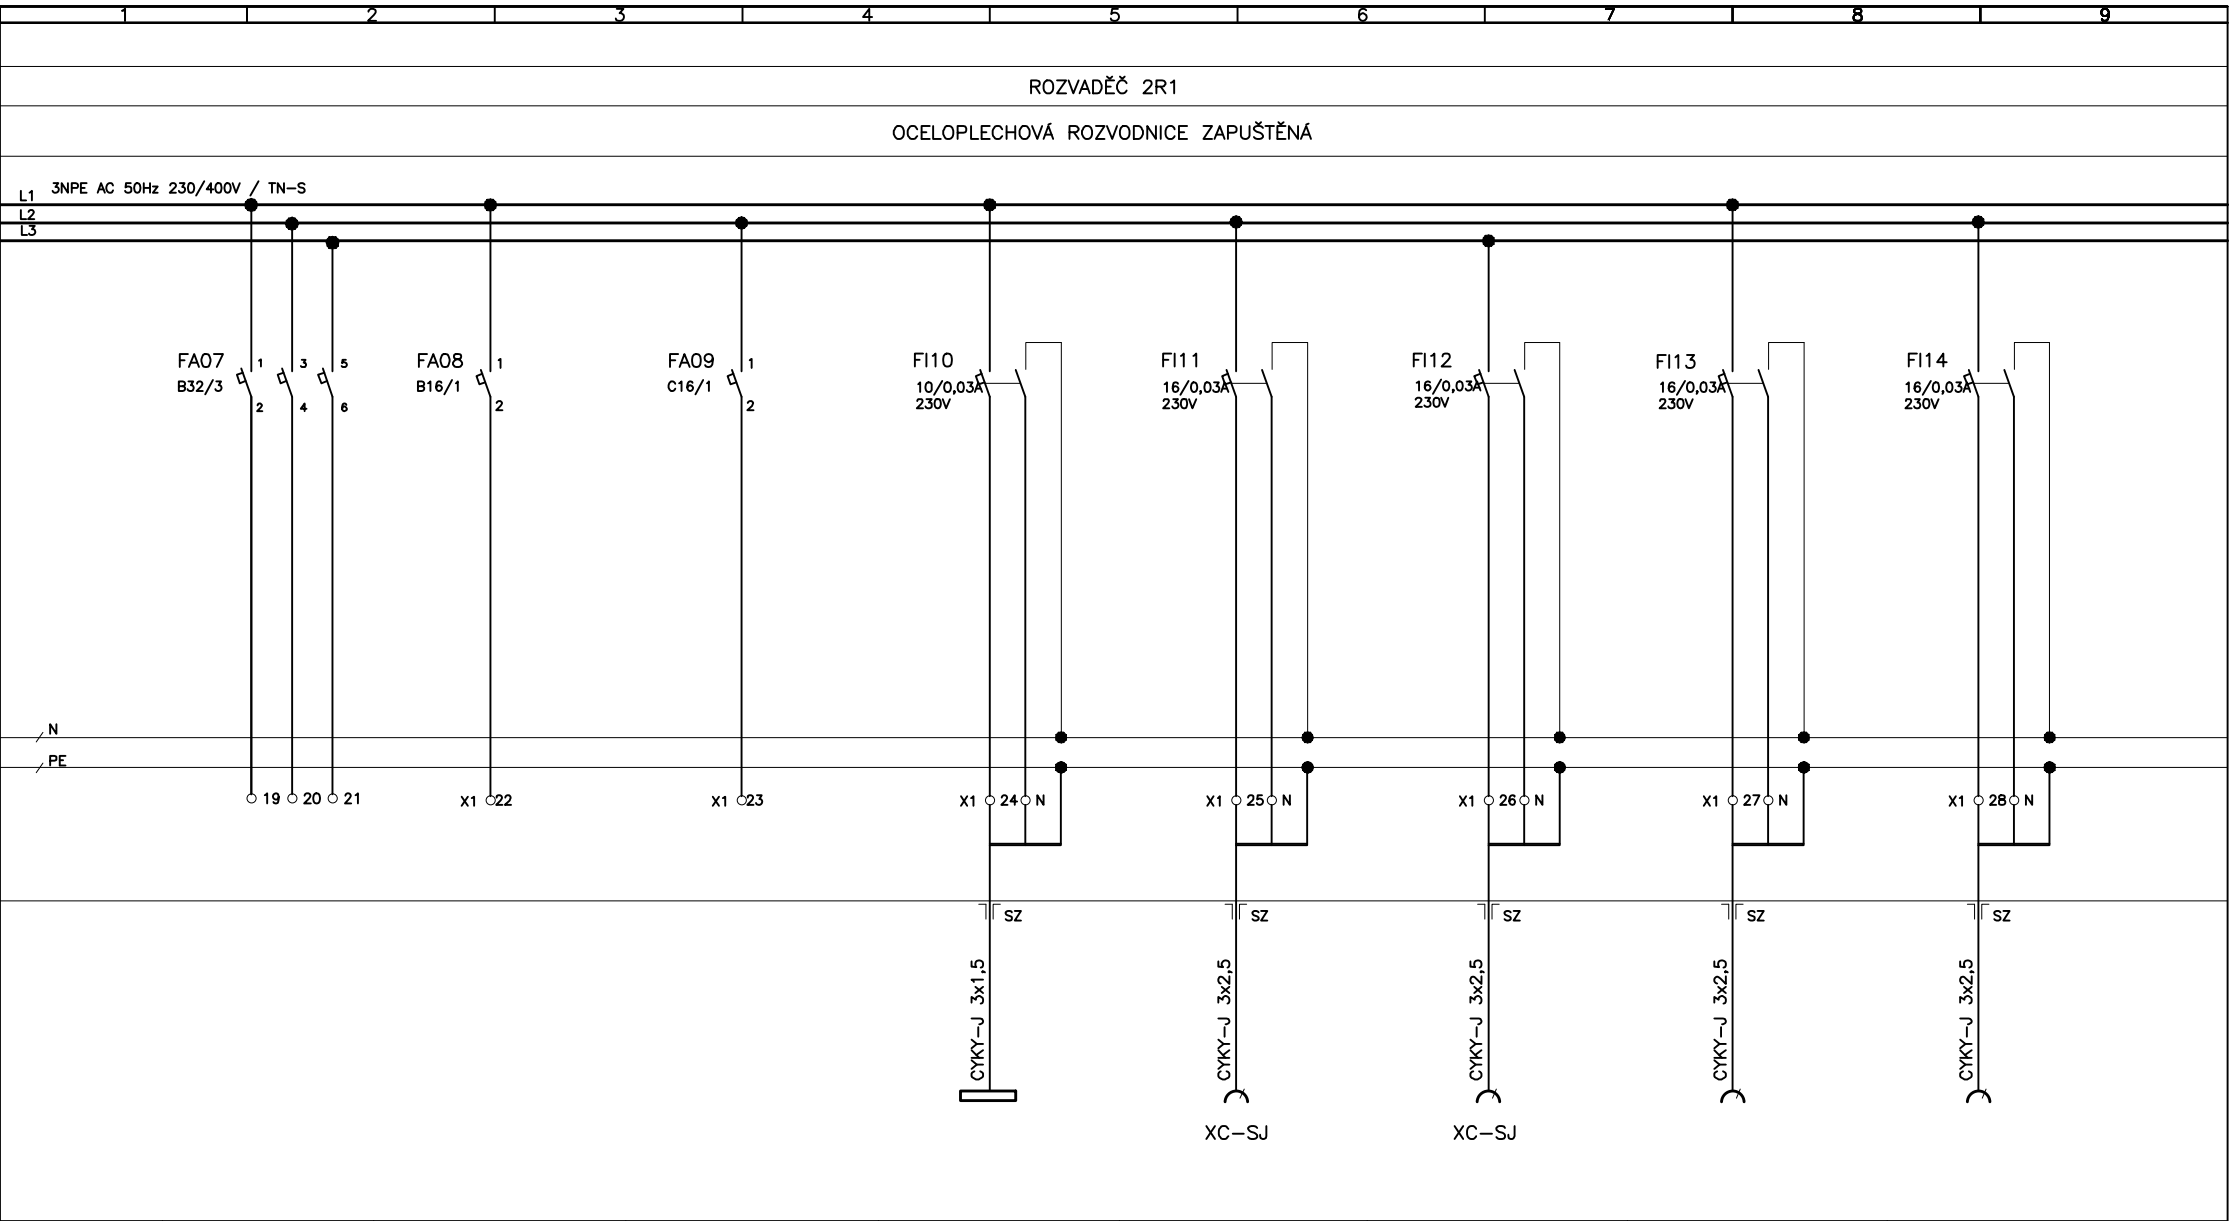 1 2 3 4 5 6 7 8 9
ROZVADĚČ 2R1
OCELOPLECHOVÁ ROZVODNICE ZAPUŠTĚNÁ
3NPE AC 50Hz 230/400V / TN-S
L1
L2
L3
FA07 1 3 5 FA08 1 FA09 1 FI10 FI11 FI12 FI13 FI14
B32/3 B16/1 C16/1 10/0,03A 16/0,03A 16/0,03A 16/0,03A 16/0,03A
2 4 6 2 2 230V 230V 230V 230V 230V
N
PE
19 20 21 X1 22 X1 23 X1 24 N X1 25 N X1 26 N X1 27 N X1 28 N
SZ SZ SZ SZ SZ
CYKY-J 3x1,5 CYKY-J 3x2,5 CYKY-J 3x2,5 CYKY-J 3x2,5 CYKY-J 3x2,5
XC-SJ XC-SJ